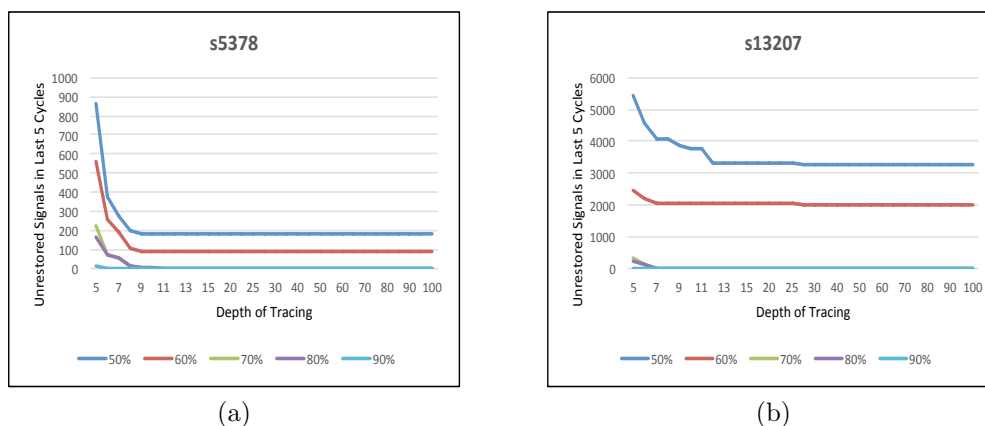 s5378
Unrestored Signals in Last 5 Cycles
1000
900
800
700
600
500
400
300
200
100
0
5 7 9 11 13 15 20 30 40 50 60 70 80 90 100
Depth of Tracing
50% 60% 70% 80% 90%
(a)
s13207
Unrestored Signals in Last 5 Cycles
6000
5000
4000
3000
2000
1000
0
5 7 9 11 13 15 20 25 30 40 50 60 70 80 90 100
Depth of Tracing
50% 60% 70% 80% 90%
(b)